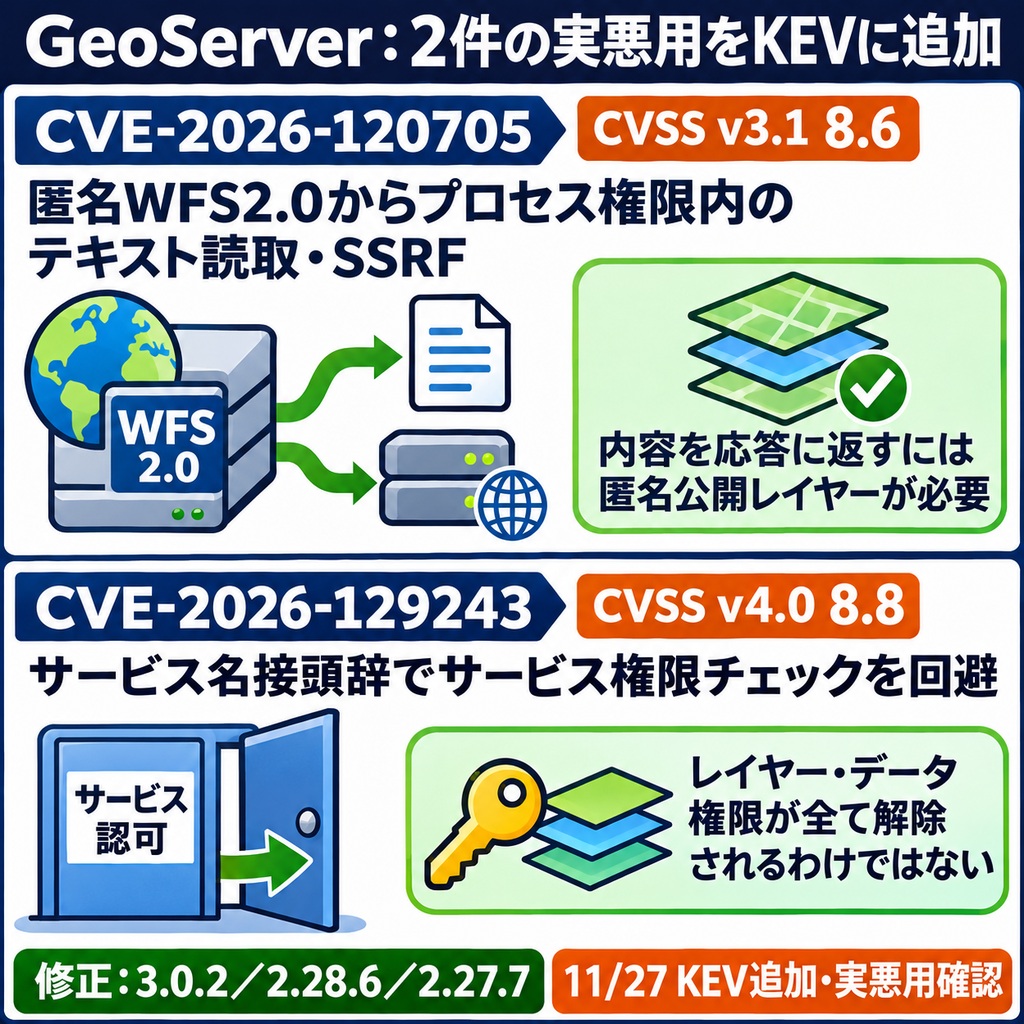 GeoServer：2件の実悪用をKEVに追加
CVE-2026-120705
CVSS v3.1 8.6
匿名WFS2.0からプロセス権限内の
テキスト読取・SSRF
WFS
2.0
内容を応答に返すには
匿名公開レイヤーが必要
CVE-2026-129243
CVSS v4.0 8.8
サービス名接頭辞でサービス権限チェックを回避
サービス
認可
レイヤー・データ
権限が全て解除
されるわけではない
修正：3.0.2／2.28.6／2.27.7
11/27 KEV追加・実悪用確認